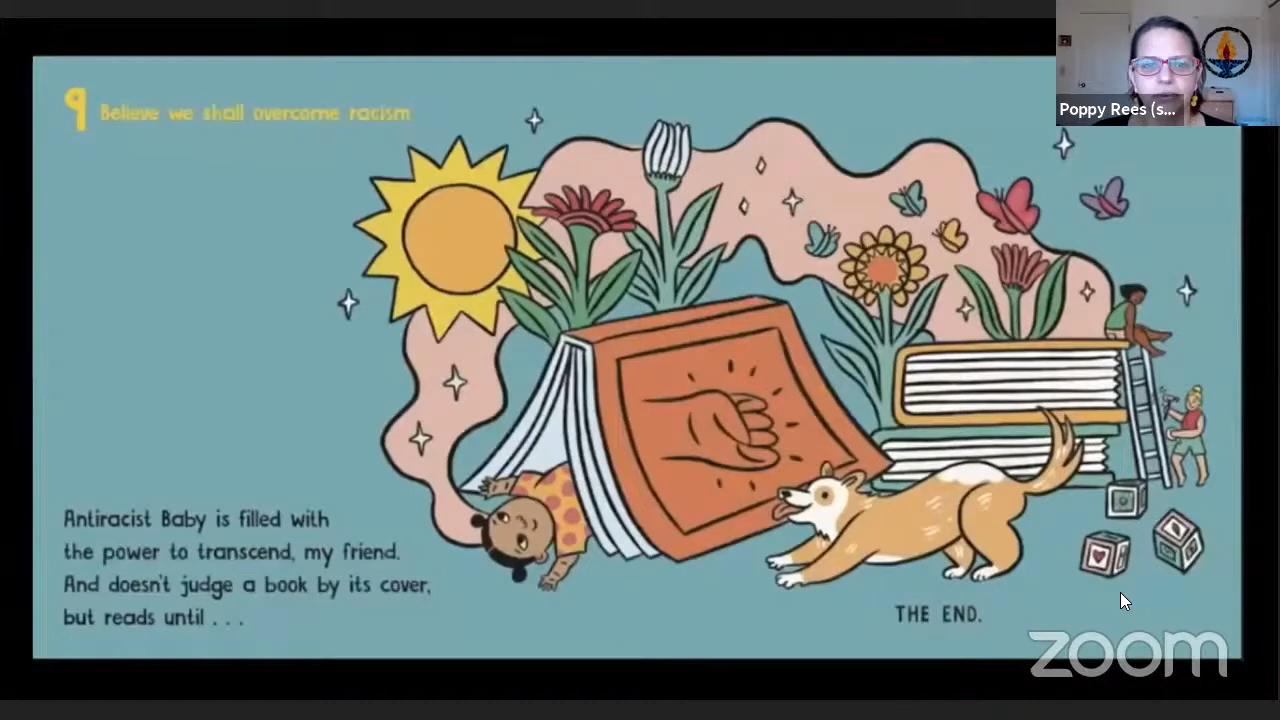 9 Believe we shall overcome racism
Antiracist Baby is filled with
the power to transcend, my friend.
And doesn't judge a book by its cover,
but reads until . . .
THE END.
Poppy Rees (s...
zoom